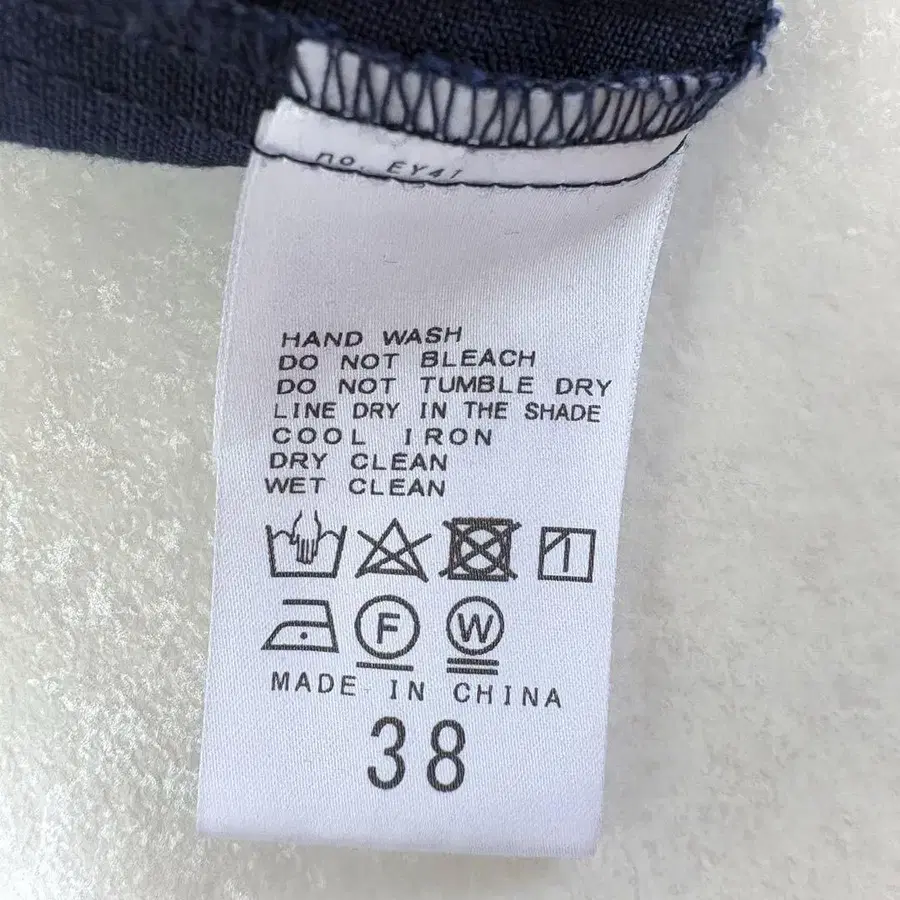 no. EY41
HAND WASH
DO NOT BLEACH
DO NOT TUMBLE DRY
LINE DRY IN THE SHADE
COOL IRON
DRY CLEAN
WET CLEAN
F W
MADE IN CHINA
38